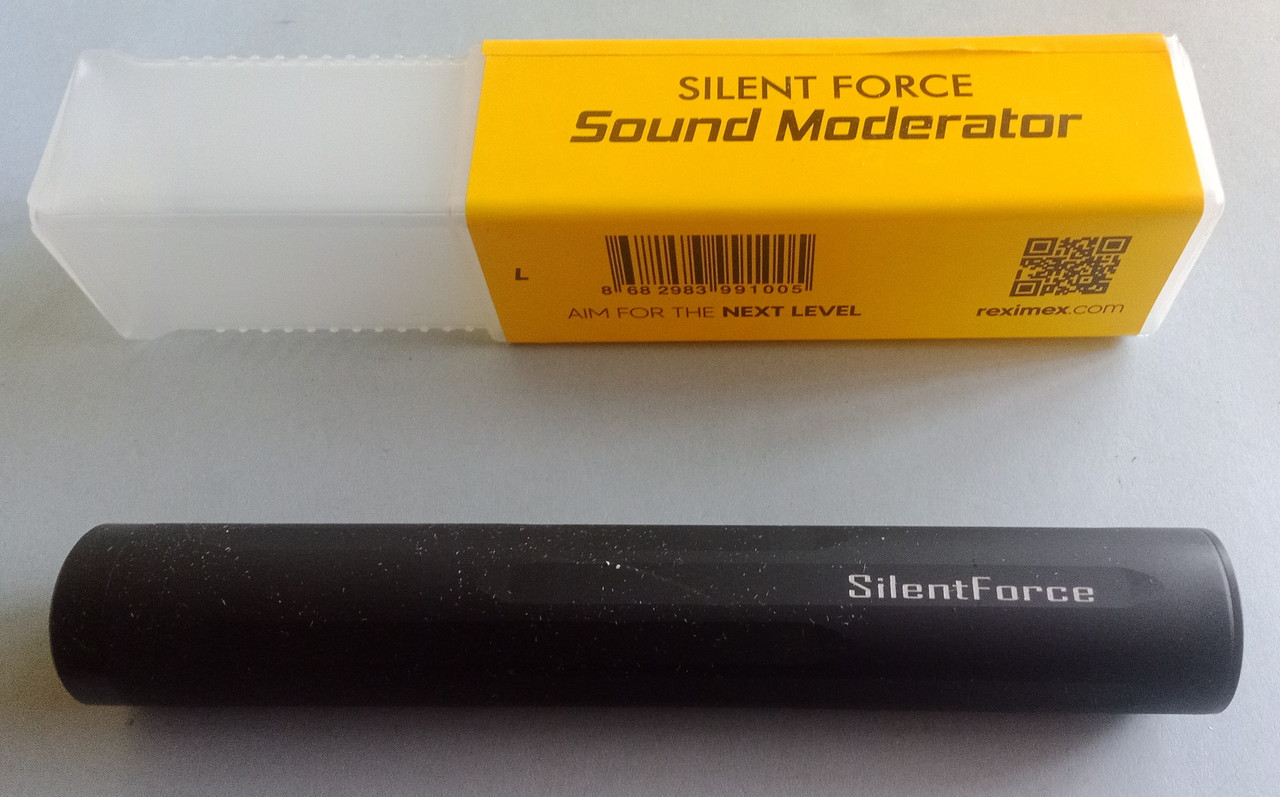 SILENT FORCE
Sound Moderator
L
8 68 2983 991005
AIM FOR THE NEXT LEVEL
reximex.com
SilentForce